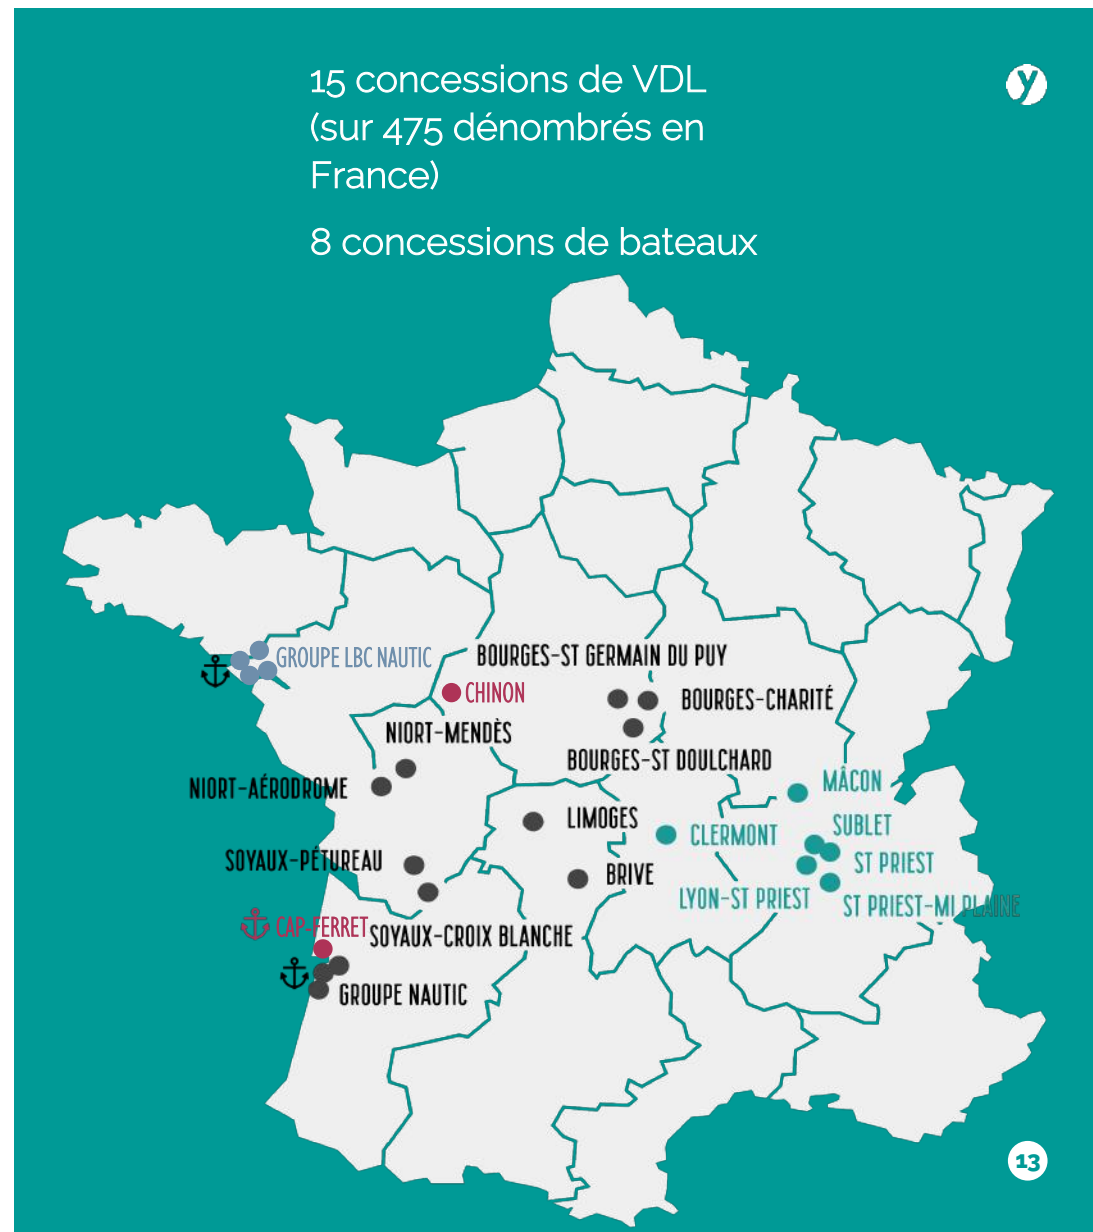 15 concessions de VDL
(sur 475 dénombrés en
France)
y
8 concessions de bateaux
GROUPE LBC NAUTIC
BOURGES-ST GERMAIN DU PUY
CHINON
BOURGES-CHARITÉ
NIORT-MENDÈS
BOURGES-ST DOULCHARD
NIORT-AÉRODROME
MÂCON
LIMOGES
SUBLET
CLERMONT
SOYAUX-PÉTUREAU
ST PRIEST
BRIVE
LYON-ST PRIEST
ST PRIEST-MI PLAINE
CAP-FERRET
SOYAUX-CROIX BLANCHE
GROUPE NAUTIC
13